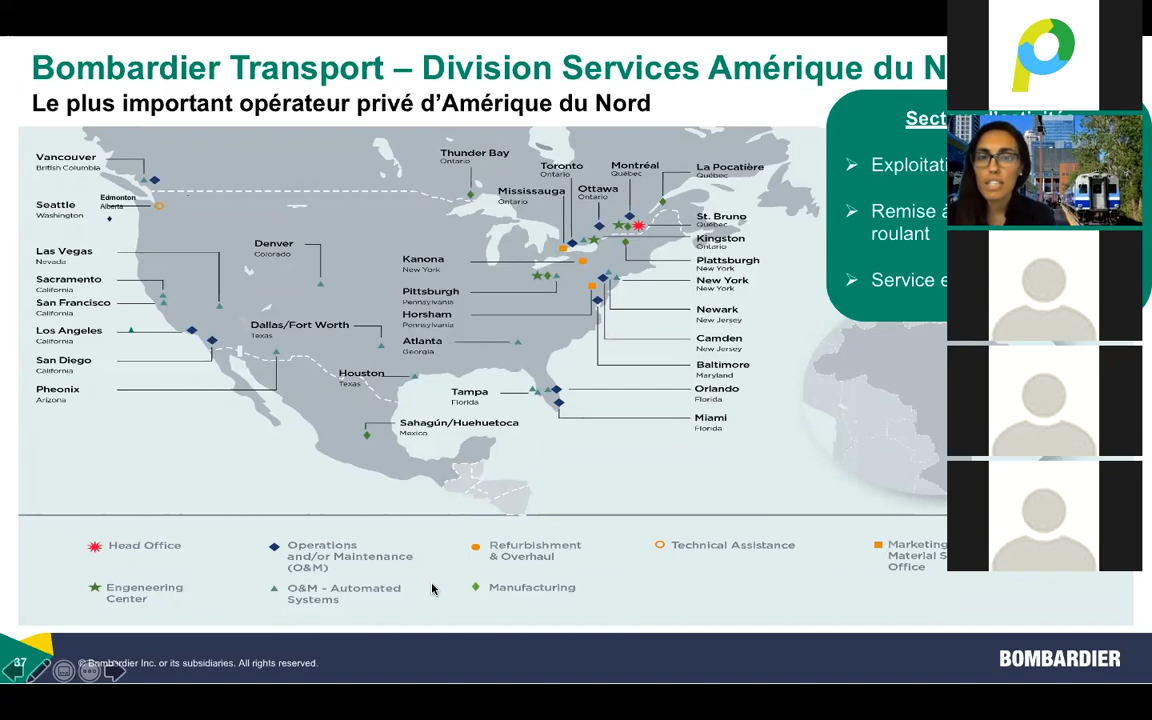 Bombardier Transport – Division Services Amérique du N
Le plus important opérateur privé d’Amérique du Nord
Exploitati
Remise à
roulant
Service e
Vancouver
British Columbia
Seattle
Washington
Edmonton
Alberta
Las Vegas
Nevada
Sacramento
California
San Francisco
California
Los Angeles
California
San Diego
California
Pheonix
Arizona
Denver
Colorado
Dallas/Fort Worth
Texas
Houston
Texas
Thunder Bay
Ontario
Mississauga
Ontario
Toronto
Ontario
Ottawa
Ontario
Montréal
Québec
La Pocatière
Québec
St. Bruno
Québec
Kingston
Ontario
Plattsburgh
New York
New York
New York
Newark
New Jersey
Camden
New Jersey
Baltimore
Maryland
Orlando
Florida
Miami
Florida
Kanona
New York
Pittsburgh
Pennsylvania
Horsham
Pennsylvania
Atlanta
Georgia
Tampa
Florida
Sahagún/Huehuetoca
Mexico
Head Office
Engeneering
Center
Operations
and/or Maintenance
(O&M)
O&M - Automated
Systems
Refurbishment
& Overhaul
Manufacturing
Technical Assistance
Marketing
Material S
Office
37
© Bombardier Inc. or its subsidiaries. All rights reserved.
BOMBARDIER